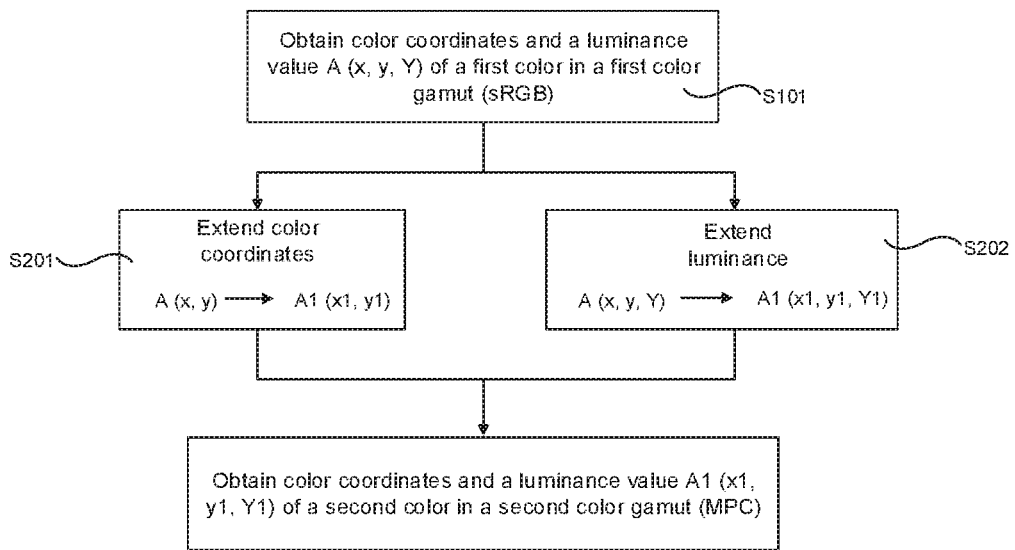 Obtain color coordinates and a luminance
value A (x, y, Y) of a first color in a first color
gamut (sRGB)
S101
Extend color
coordinates
A (x, y) → A1 (x1, y1)
S201
Extend
luminance
A (x, y, Y) → A1 (x1, y1, Y1)
S202
Obtain color coordinates and a luminance value A1 (x1,
y1, Y1) of a second color in a second color gamut (MPC)